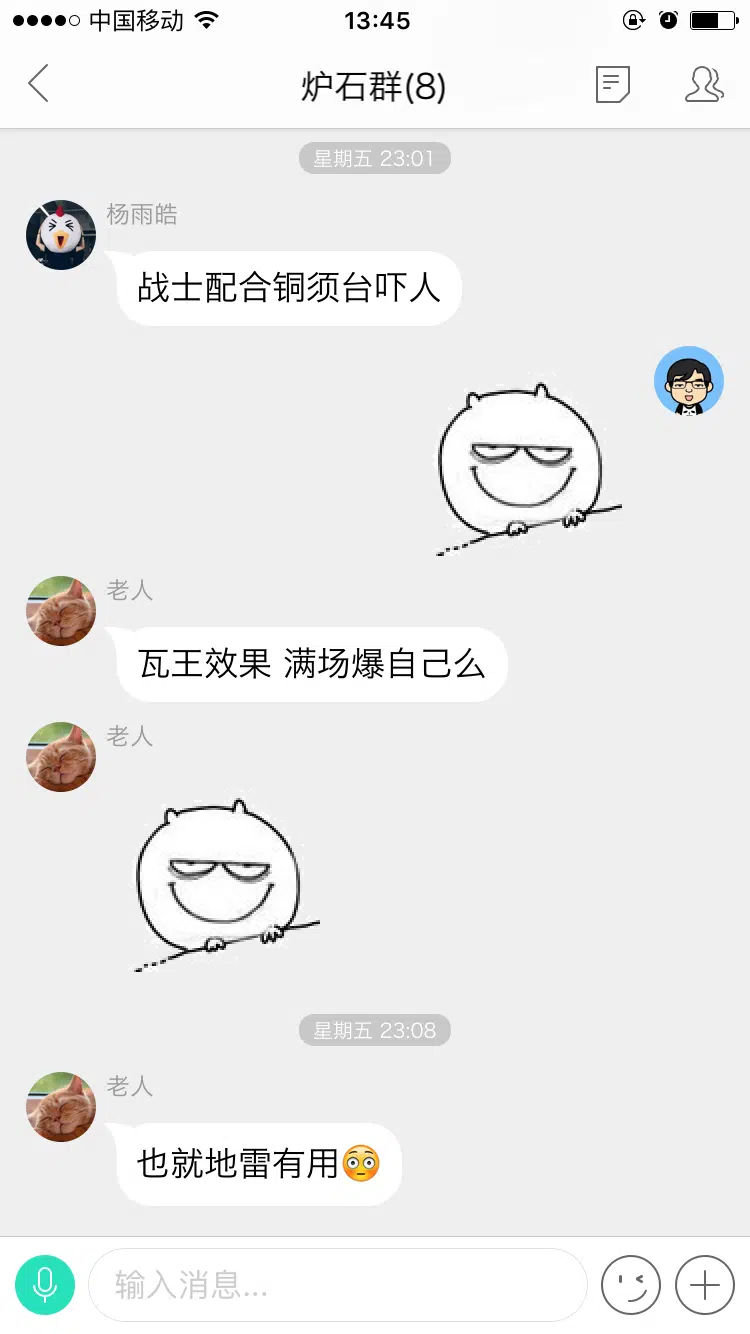 中国移动 13:45
炉石群(8)
星期五 23:01
杨雨皓
战士配合铜须台吓人
老人
瓦王效果 满场爆自己么
老人
星期五 23:08
老人
也就地雷有用😳
输入消息...